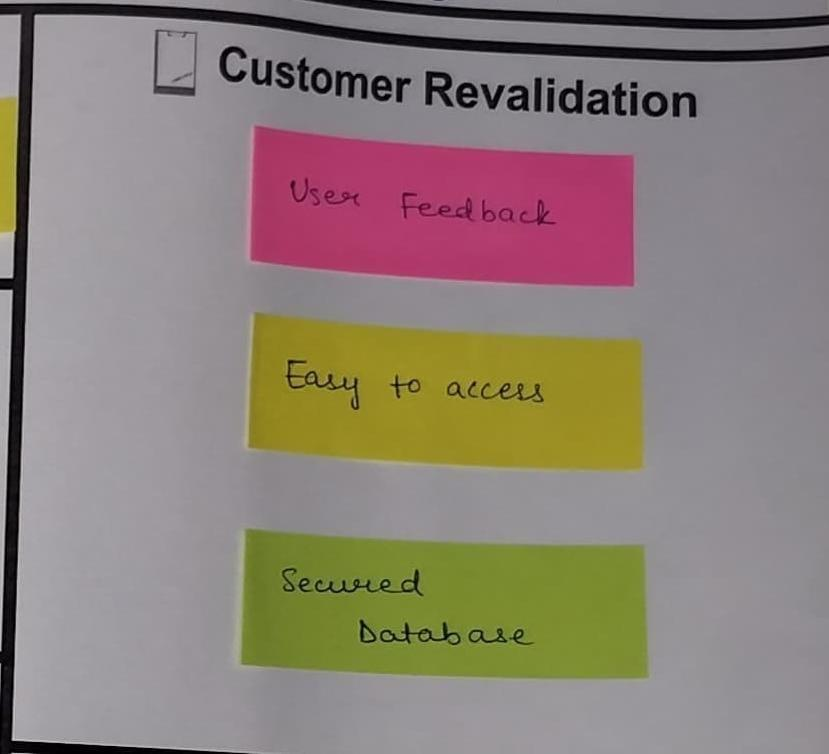 Customer Revalidation
User Feedback
Easy to access
Secured
Database